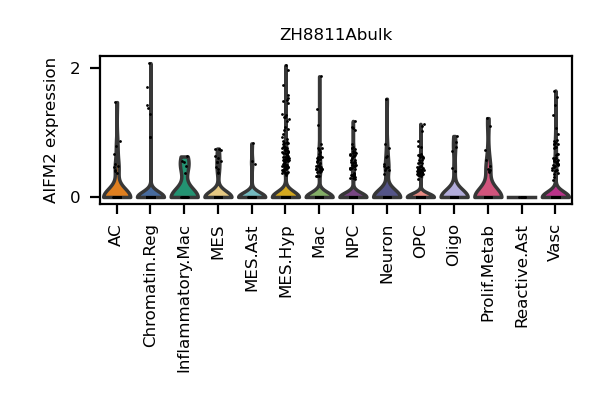 ZH8811Abulk
AIFM2 expression
2
0
AC
Chromatin.Reg
Inflammatory.Mac
MES
MES.Ast
MES.Hyp
Mac
NPC
Neuron
OPC
Oligo
Prolif.Metab
Reactive.Ast
Vasc